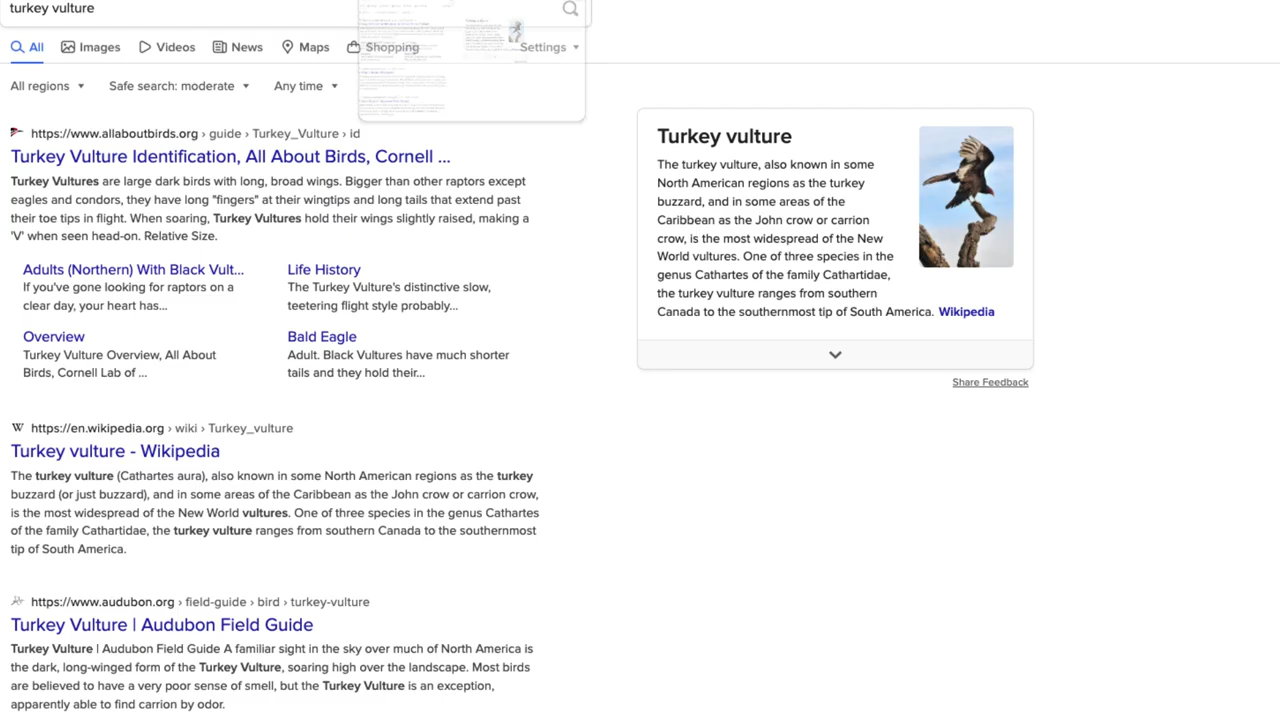 turkey vulture
All Images Videos News Maps Shopping Settings
All regions Safe search: moderate Any time
https://www.allaboutbirds.org › guide › Turkey_Vulture › id
Turkey Vulture Identification, All About Birds, Cornell ...
Turkey Vultures are large dark birds with long, broad wings. Bigger than other raptors except
eagles and condors, they have long "fingers" at their wingtips and long tails that extend past
their toe tips in flight. When soaring, Turkey Vultures hold their wings slightly raised, making a
'V' when seen head-on. Relative Size.
Adults (Northern) With Black Vult...
If you've gone looking for raptors on a
clear day, your heart has...
Life History
The Turkey Vulture's distinctive slow,
teetering flight style probably...
Overview
Turkey Vulture Overview, All About
Birds, Cornell Lab of ...
Bald Eagle
Adult. Black Vultures have much shorter
tails and they hold their...
https://en.wikipedia.org › wiki › Turkey_vulture
Turkey vulture - Wikipedia
The turkey vulture (Cathartes aura), also known in some North American regions as the turkey
buzzard (or just buzzard), and in some areas of the Caribbean as the John crow or carrion crow,
is the most widespread of the New World vultures. One of three species in the genus Cathartes
of the family Cathartidae, the turkey vulture ranges from southern Canada to the southernmost
tip of South America.
https://www.audubon.org › field-guide › bird › turkey-vulture
Turkey Vulture | Audubon Field Guide
Turkey Vulture | Audubon Field Guide A familiar sight in the sky over much of North America is
the dark, long-winged form of the Turkey Vulture, soaring high over the landscape. Most birds
are believed to have a very poor sense of smell, but the Turkey Vulture is an exception,
apparently able to find carrion by odor.
Turkey vulture
The turkey vulture, also known in some
North American regions as the turkey
buzzard, and in some areas of the
Caribbean as the John crow or carrion
crow, is the most widespread of the New
World vultures. One of three species in the
genus Cathartes of the family Cathartidae,
the turkey vulture ranges from southern
Canada to the southernmost tip of South America. Wikipedia
Share Feedback